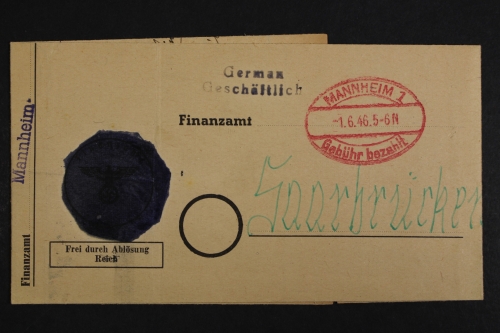 German
Geschäftlich
MANNHEIM 1
-1.6.46.5-6N
Gebühr bezahlt
Finanzamt
Saarbrücken
Frei durch Ablösung
Reich
Finanzamt Mannheim.